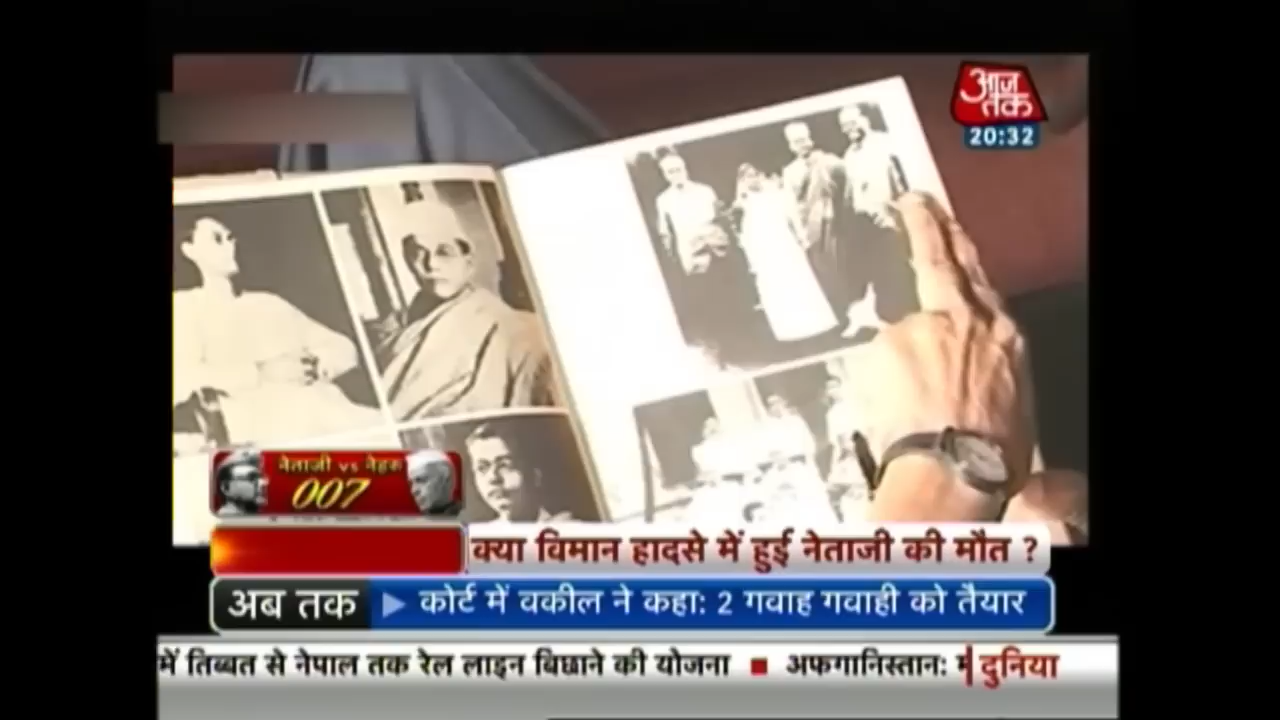 आज
तक
20:32
नेताजी vs नेहरू
007
क्या विमान हादसे में हुई नेताजी की मौत ?
अब तक
कोर्ट में वकील ने कहा: 2 गवाह गवाही को तैयार
में तिब्बत से नेपाल तक रेल लाइन बिछाने की योजना ■ अफगानिस्तान:
दुनिया